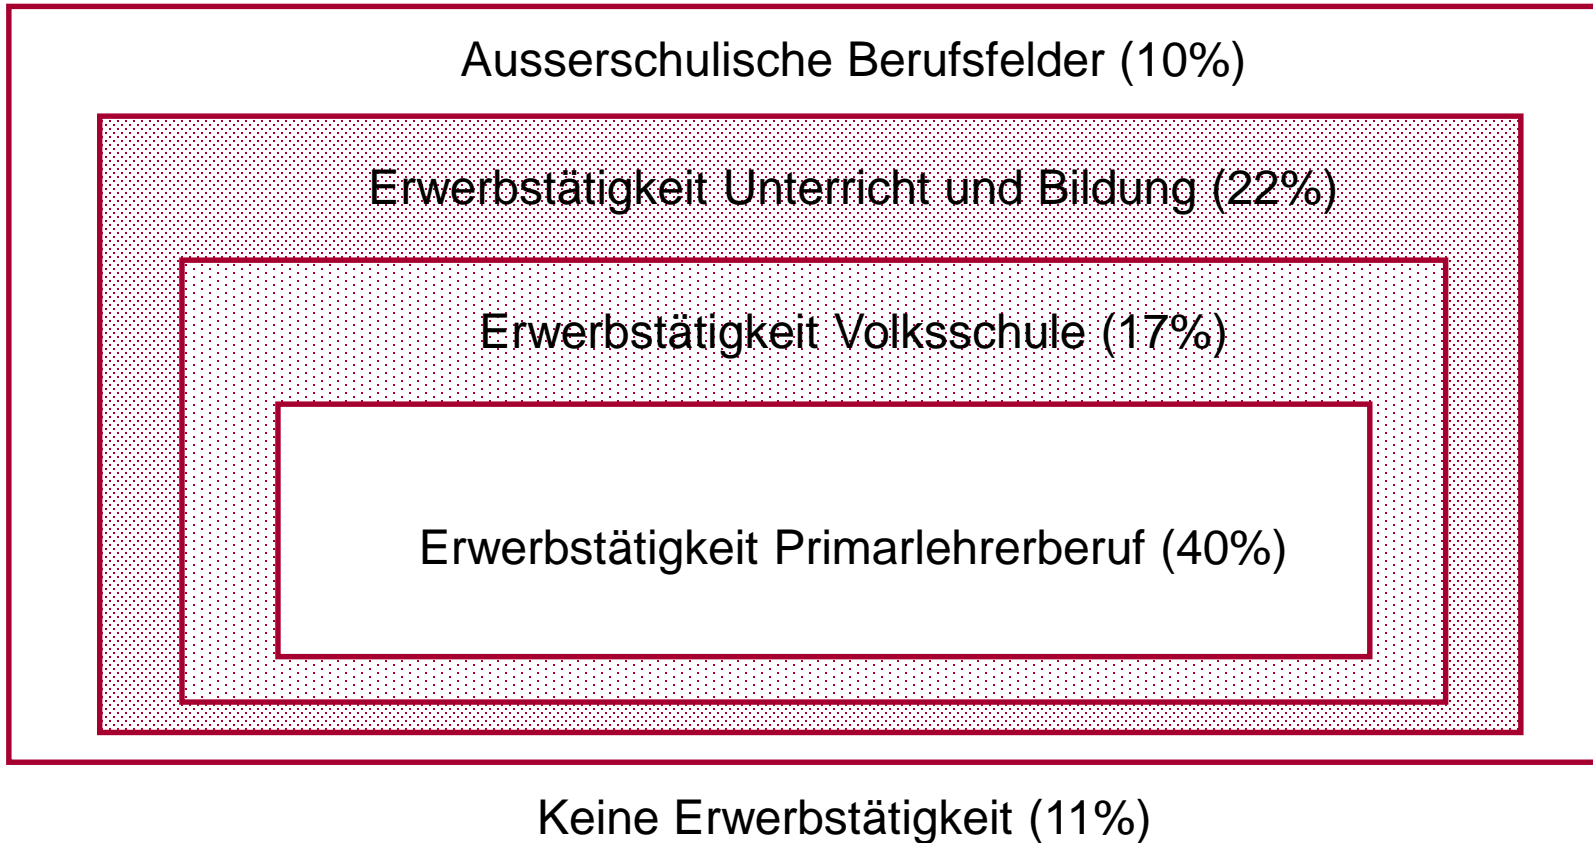 Ausserschulische Berufsfelder (10%)
Erwerbstätigkeit Unterricht und Bildung (22%)
Erwerbstätigkeit Volksschule (17%)
Erwerbstätigkeit Primarlehrerberuf (40%)
Keine Erwerbstätigkeit (11%)